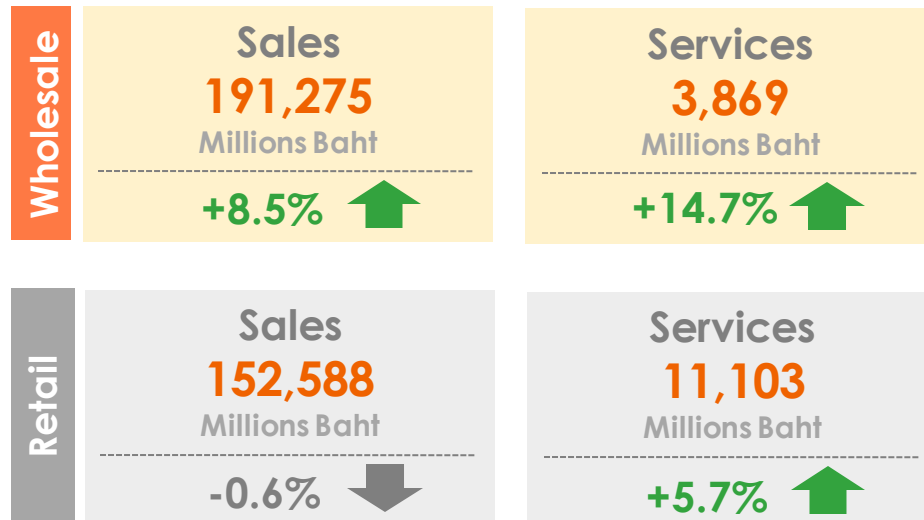 Wholesale
Sales
191,275
Millions Baht
+8.5%
Services
3,869
Millions Baht
+14.7%
Retail
Sales
152,588
Millions Baht
-0.6%
Services
11,103
Millions Baht
+5.7%